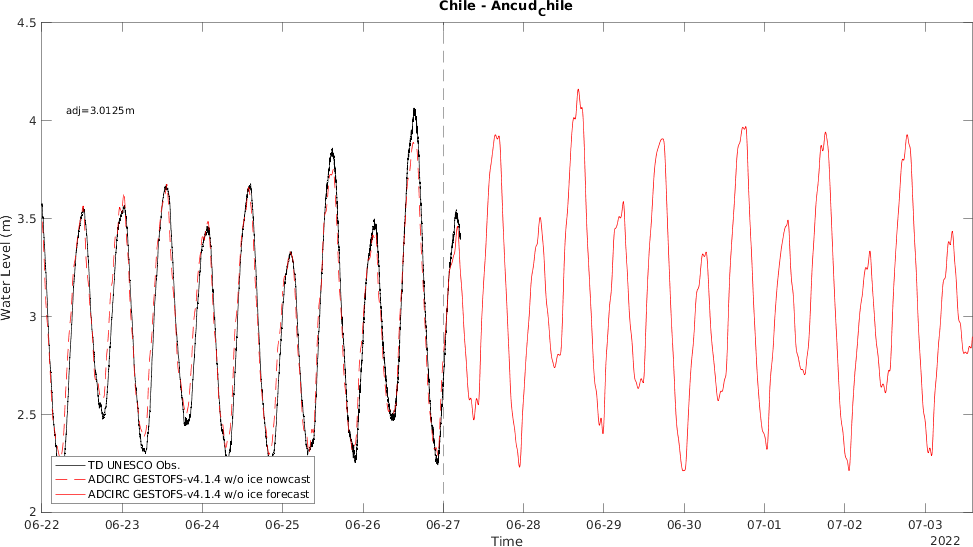 Chile - Ancud_Chile
4.5
4
3.5
3
2.5
2
Water Level (m)
adj=3.0125m
TD UNESCO Obs.
ADCIRC GESTOFS-v4.1.4 w/o ice nowcast
ADCIRC GESTOFS-v4.1.4 w/o ice forecast
06-22 06-23 06-24 06-25 06-26 06-27 06-28 06-29 06-30 07-01 07-02 07-03
Time
2022